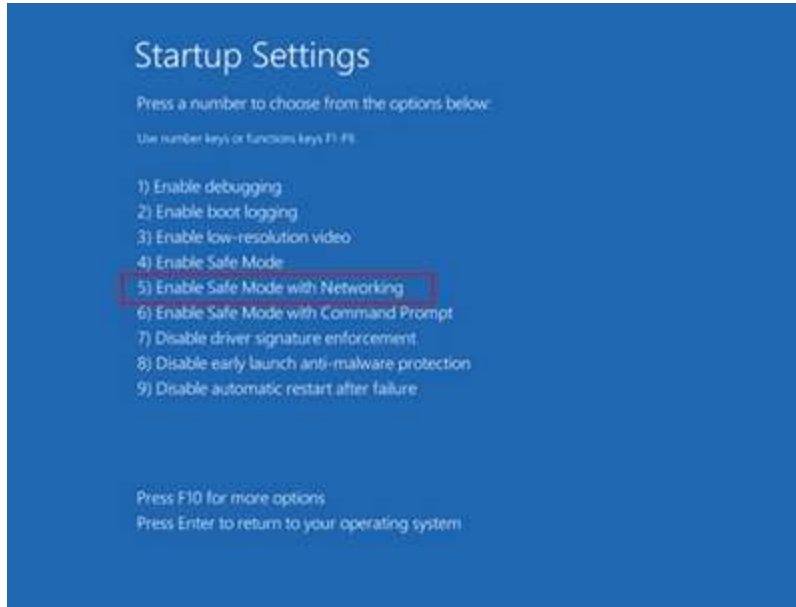 Startup Settings
Press a number to choose from the options below:
Use number keys or functions keys F1-F9.
1) Enable debugging
2) Enable boot logging
3) Enable low-resolution video
4) Enable Safe Mode
5) Enable Safe Mode with Networking
6) Enable Safe Mode with Command Prompt
7) Disable driver signature enforcement
8) Disable early launch anti-malware protection
9) Disable automatic restart after failure
Press F10 for more options
Press Enter to return to your operating system